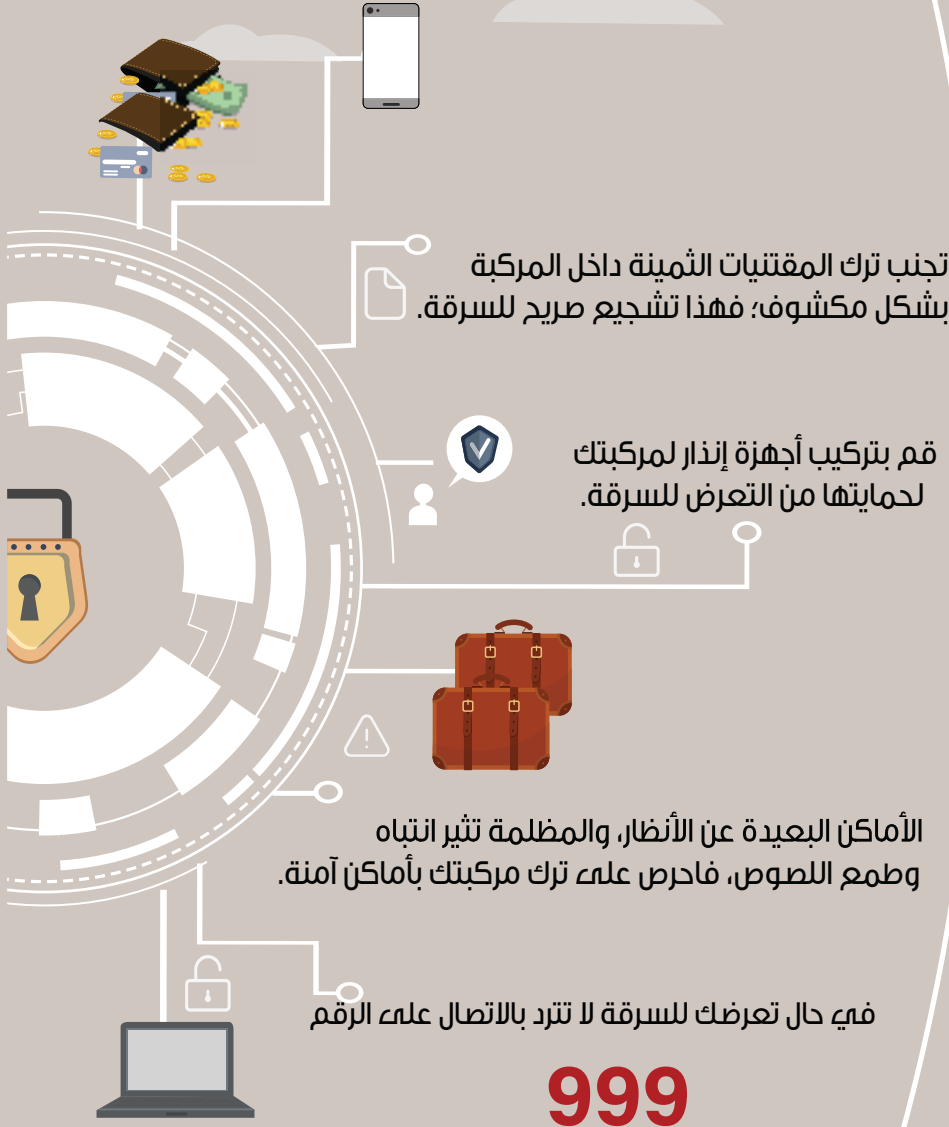 تجنب ترك المقتنيات الثمينة داخل المركبة
بشكل مكشوف؛ فهذا تشجيع صريح للسرقة.
قم بتركيب أجهزة إنذار لمركبتك
لحمايتها من التعرض للسرقة.
الأماكن البعيدة عن الأنظار، والمظلمة تثير انتباه
وطمع اللصوص، فاحرص على ترك مركبتك بأماكن آمنة.
في حال تعرضك للسرقة لا تترد بالاتصال على الرقم
999